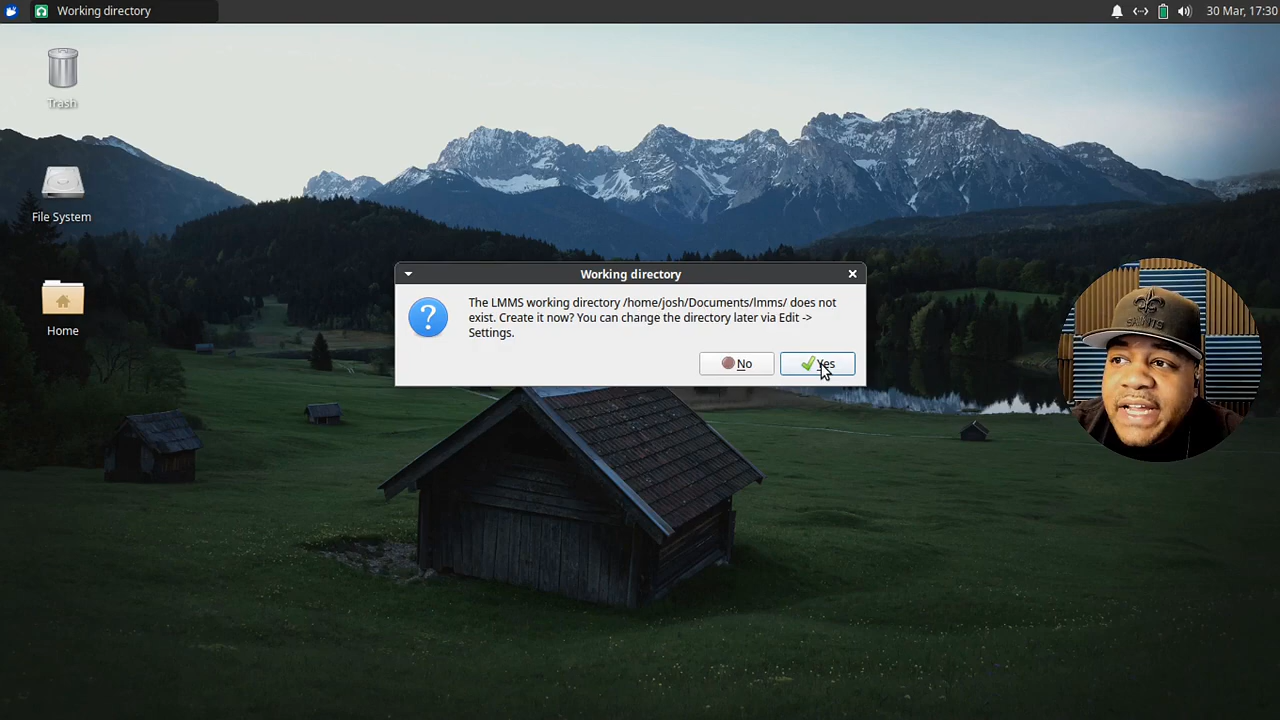 Working directory
30 Mar, 17:30
Trash
File System
Home
Working directory
The LMMS working directory /home/josh/Documents/lmms/ does not
exist. Create it now? You can change the directory later via Edit ->
Settings.
No
Yes
SAINTS